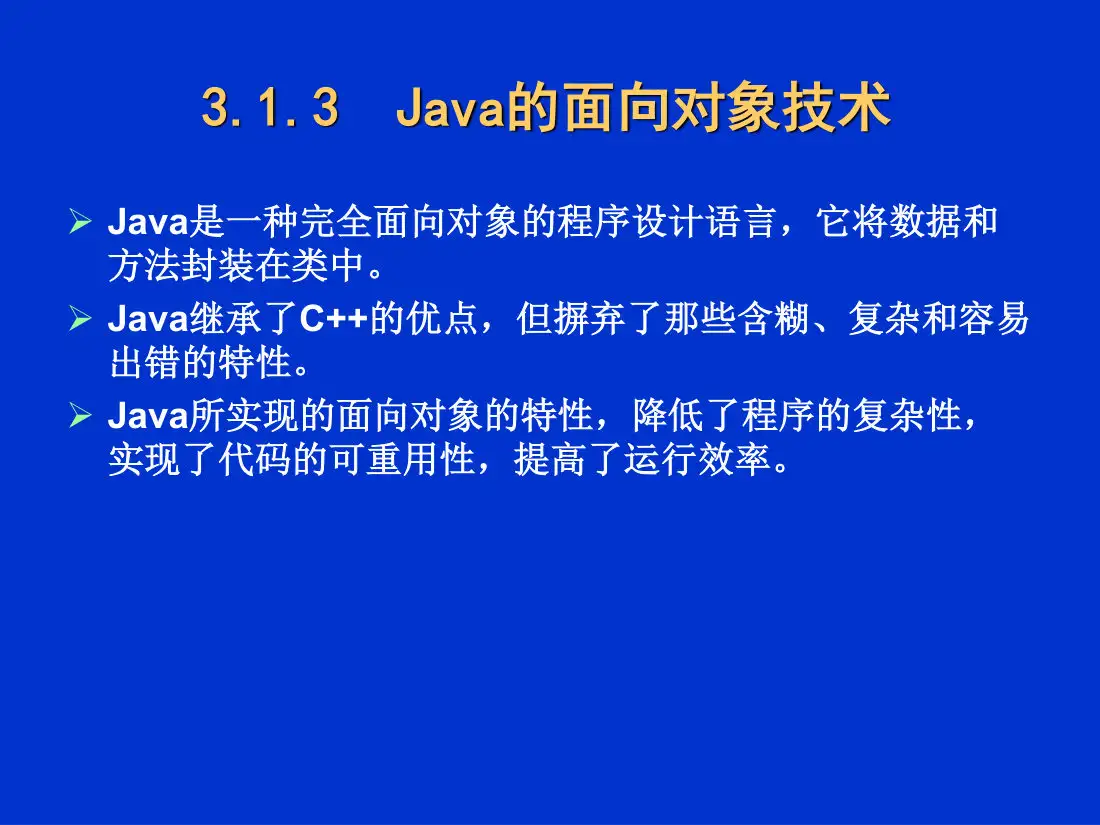 3.1.3 Java的面向对象技术
Java是一种完全面向对象的程序设计语言，它将数据和
方法封装在类中。
Java继承了C++的优点，但摒弃了那些含糊、复杂和容易
出错的特性。
Java所实现的面向对象的特性，降低了程序的复杂性，
实现了代码的可重用性，提高了运行效率。